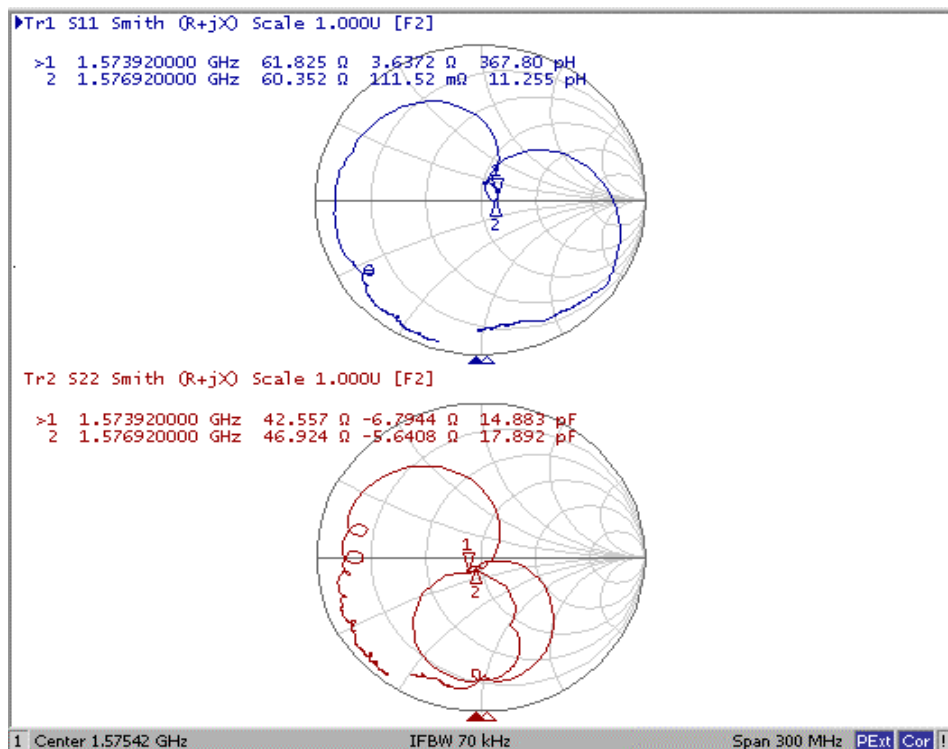 ▶Tr1 S11 Smith (R+jX) Scale 1.000U [F2]
>1 1.573920000 GHz 61.825 Ω 3.6372 Ω 367.80 pH
2 1.576920000 GHz 60.352 Ω 111.52 mΩ 11.255 pH
2
Tr2 S22 Smith (R+jX) Scale 1.000U [F2]
>1 1.573920000 GHz 42.557 Ω -6.7944 Ω 14.883 pF
2 1.576920000 GHz 46.924 Ω -5.6408 Ω 17.892 pF
1
2
1 Center 1.57542 GHz IFBW 70 kHz Span 300 MHz PExt Cor !